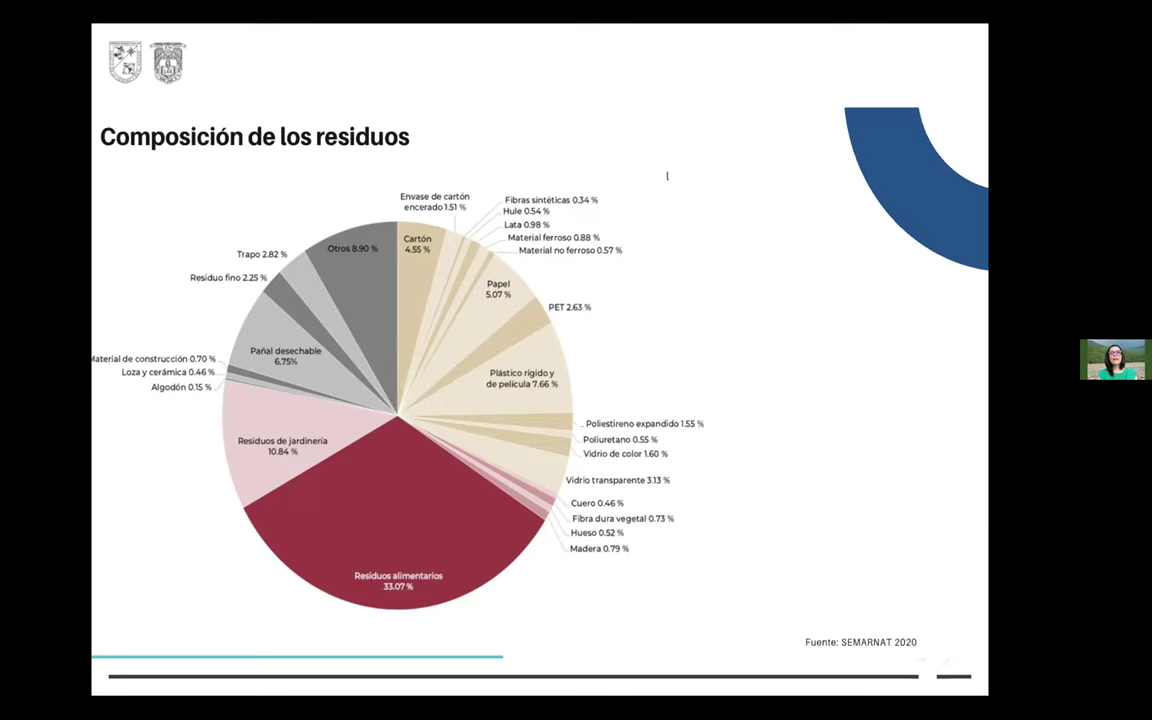 Composición de los residuos
Envase de cartón
encerado 1.51 %
Fibras sintéticas 0.34 %
Hule 0.54 %
Lata 0.98 %
Material ferroso 0.88 %
Material no ferroso 0.57 %
Cartón
4.55 %
Otros 8.90 %
Trapo 2.82 %
Residuo fino 2.25 %
Papel
5.07 %
PET 2.63 %
Pañal desechable
6.75%
Material de construcción 0.70 %
Loza y cerámica 0.46 %
Algodón 0.15 %
Plástico rígido y
de película 7.66 %
Poliestireno expandido 1.55 %
Poliuretano 0.55 %
Vidrio de color 1.60 %
Residuos de jardinería
10.84 %
Vidrio transparente 3.13 %
Cuero 0.46 %
Fibra dura vegetal 0.73 %
Hueso 0.52 %
Madera 0.79 %
Residuos alimentarios
33.07 %
Fuente: SEMARNAT 2020